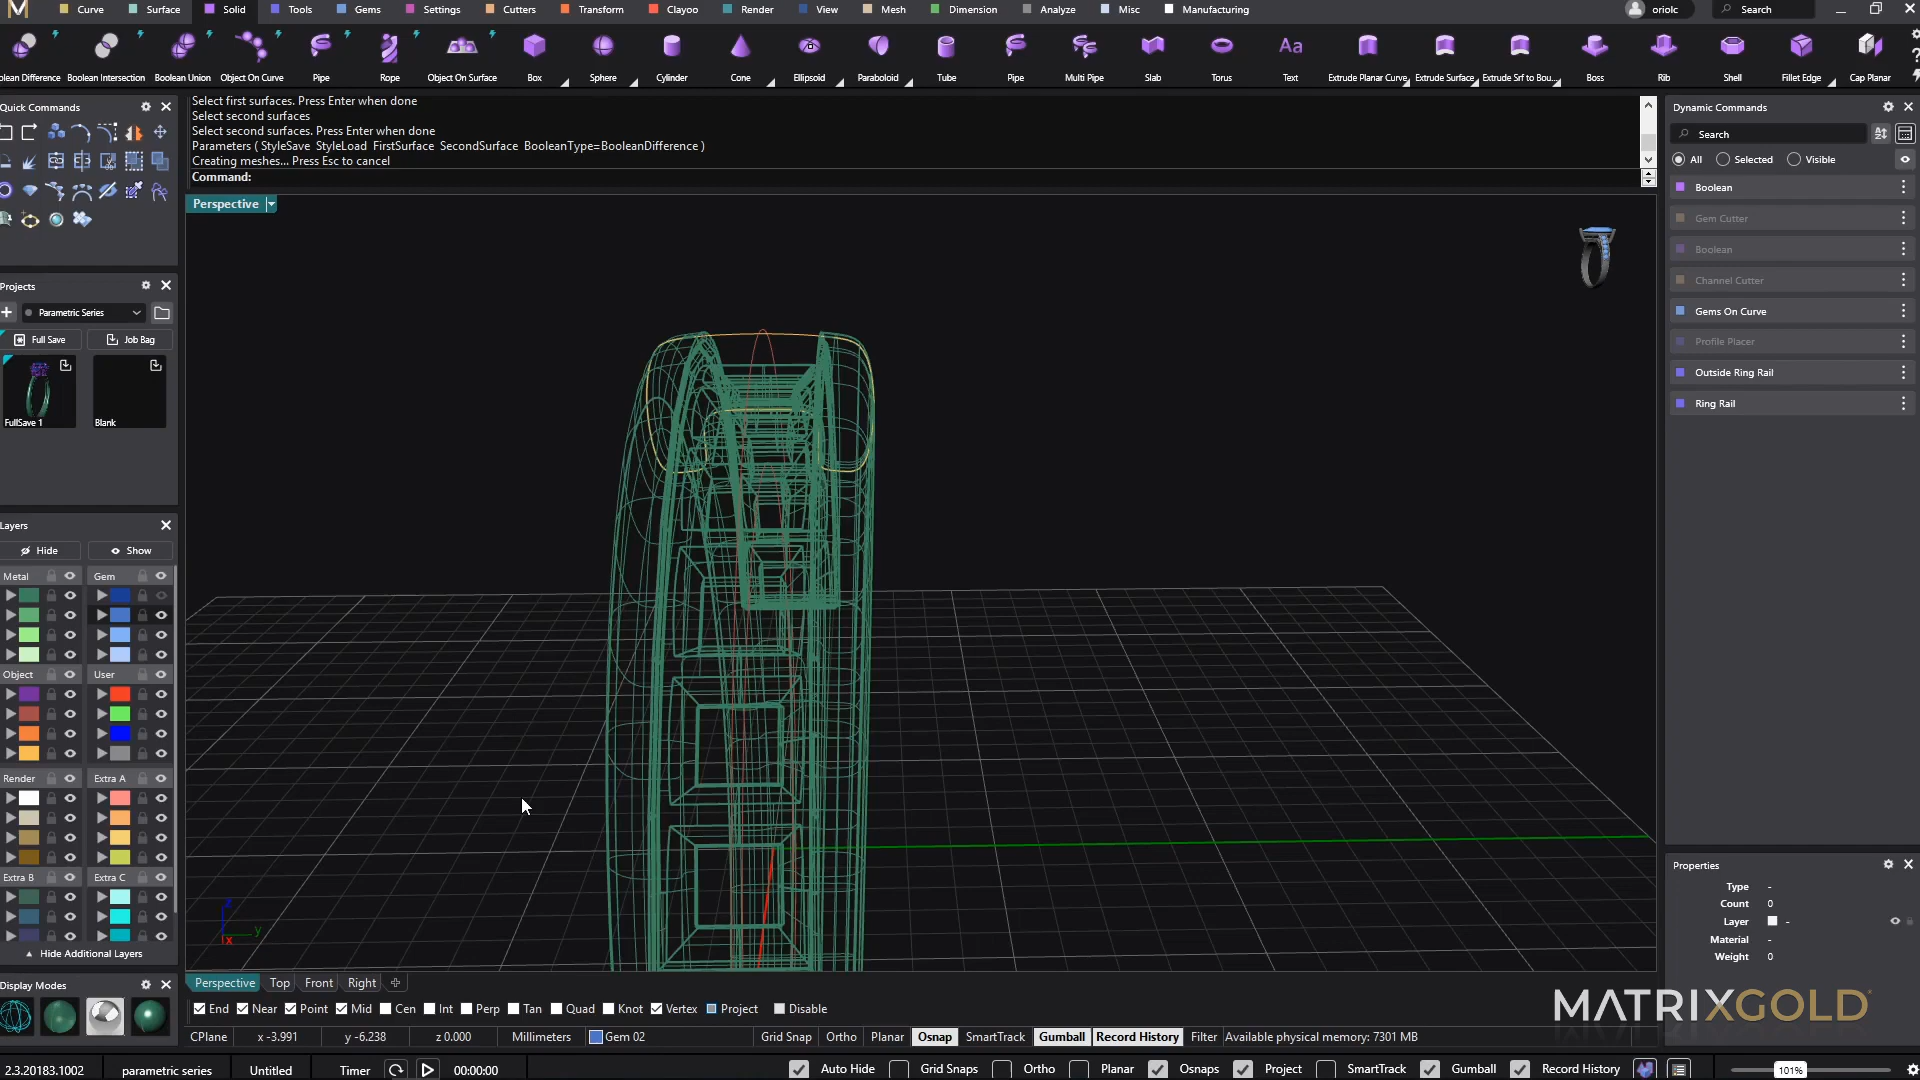 Curve Surface Solid Tools Gems Settings Cutters Transform Clayoo Render View Mesh Dimension Analyze Misc Manufacturing oriolc Search
olean Difference Boolean Intersection Boolean Union Object On Curve Pipe Rope Object On Surface Box Sphere Cylinder Cone Ellipsoid Paraboloid Tube Pipe Multi Pipe Slab Torus Text Extrude Planar Curve Extrude Surface Extrude Srf to Bou... Boss Rib Shell Fillet Edge Cap Planar
Quick Commands
Select first surfaces. Press Enter when done
Select second surfaces
Select second surfaces. Press Enter when done
Parameters ( StyleSave StyleLoad FirstSurface SecondSurface BooleanType=BooleanDifference )
Creating meshes... Press Esc to cancel
Command:
Perspective
Dynamic Commands
Search
All Selected Visible
Boolean
Gem Cutter
Boolean
Channel Cutter
Gems On Curve
Profile Placer
Outside Ring Rail
Ring Rail
Projects
Parametric Series
Full Save Job Bag
FullSave 1 Blank
Layers
Hide Show
Metal Gem
Object User
Render Extra A
Extra B Extra C
Hide Additional Layers
Display Modes
z
y
x
Properties
Type -
Count 0
Layer -
Material -
Weight 0
MATRIXGOLD
Perspective Top Front Right
End Near Point Mid Cen Int Perp Tan Quad Knot Vertex Project Disable
CPlane x -3.991 y -6.238 z 0.000 Millimeters Gem 02 Grid Snap Ortho Planar Osnap SmartTrack Gumball Record History Filter Available physical memory: 7301 MB
2.3.20183.1002 parametric series Untitled Timer 00:00:00 Auto Hide Grid Snaps Ortho Planar Osnaps Project SmartTrack Gumball Record History 101%